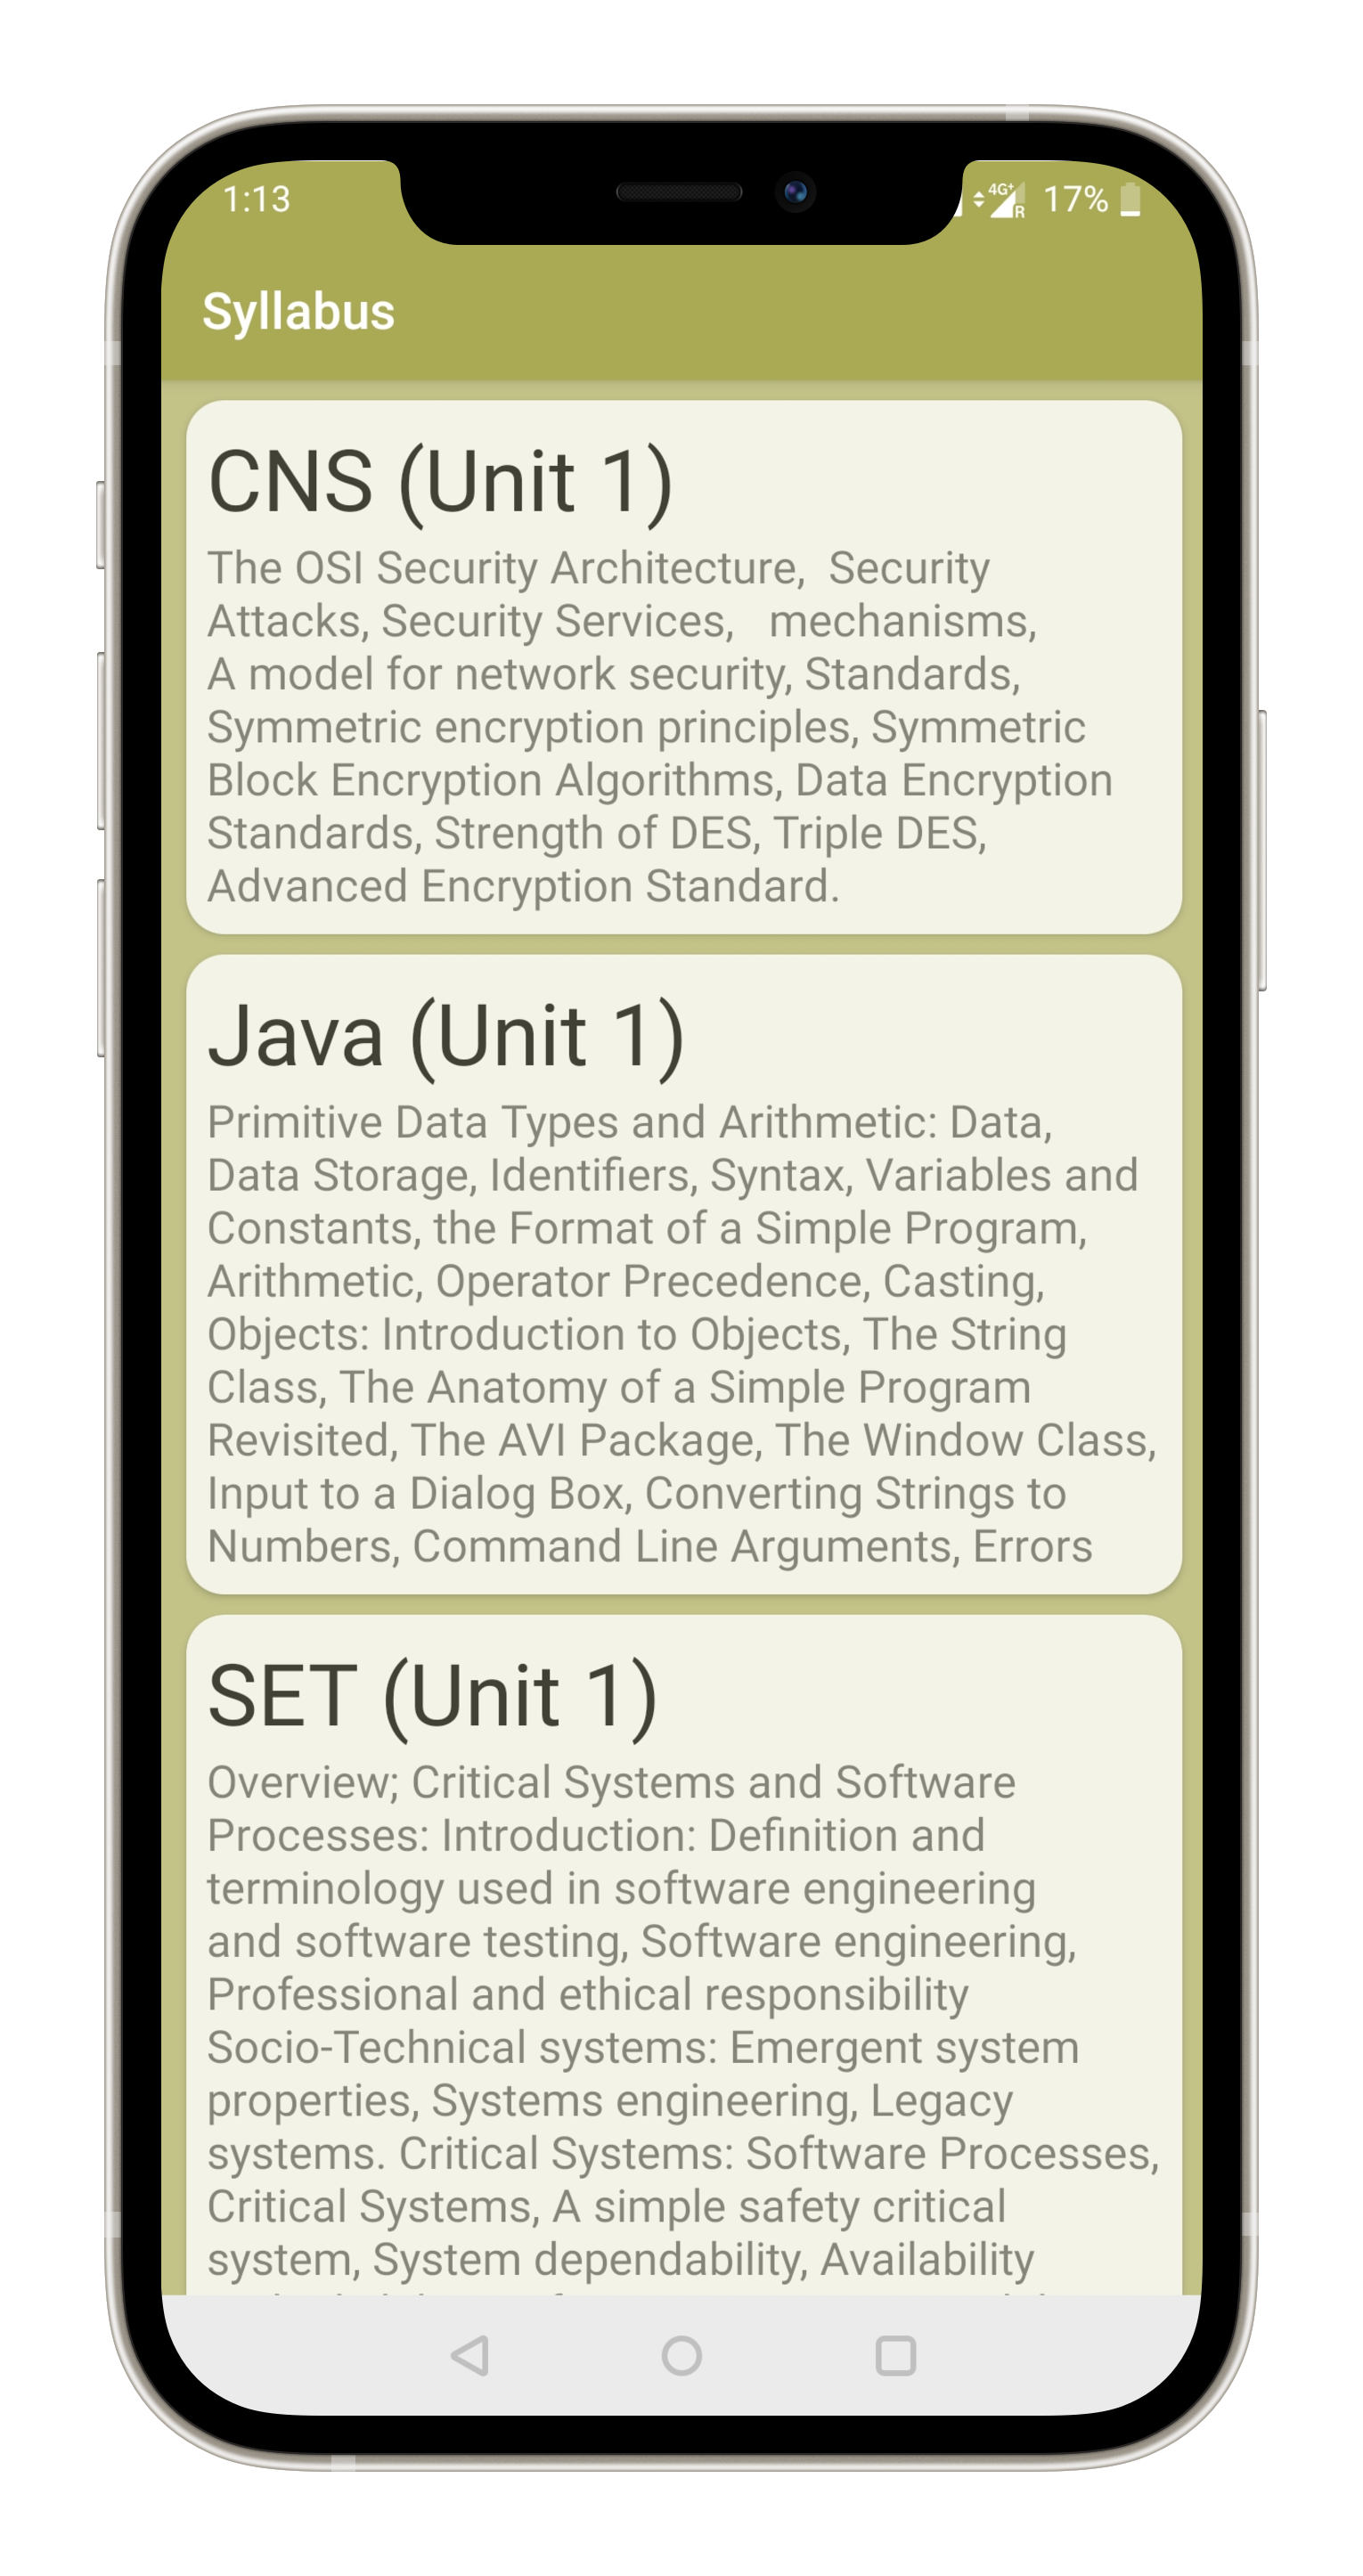 1:13
4G+
R
17%
Syllabus
CNS (Unit 1)
The OSI Security Architecture,  Security
Attacks, Security Services,   mechanisms,
A model for network security, Standards,
Symmetric encryption principles, Symmetric
Block Encryption Algorithms, Data Encryption
Standards, Strength of DES, Triple DES,
Advanced Encryption Standard.
Java (Unit 1)
Primitive Data Types and Arithmetic: Data,
Data Storage, Identifiers, Syntax, Variables and
Constants, the Format of a Simple Program,
Arithmetic, Operator Precedence, Casting,
Objects: Introduction to Objects, The String
Class, The Anatomy of a Simple Program
Revisited, The AVI Package, The Window Class,
Input to a Dialog Box, Converting Strings to
Numbers, Command Line Arguments, Errors
SET (Unit 1)
Overview; Critical Systems and Software
Processes: Introduction: Definition and
terminology used in software engineering
and software testing, Software engineering,
Professional and ethical responsibility
Socio-Technical systems: Emergent system
properties, Systems engineering, Legacy
systems. Critical Systems: Software Processes,
Critical Systems, A simple safety critical
system, System dependability, Availability